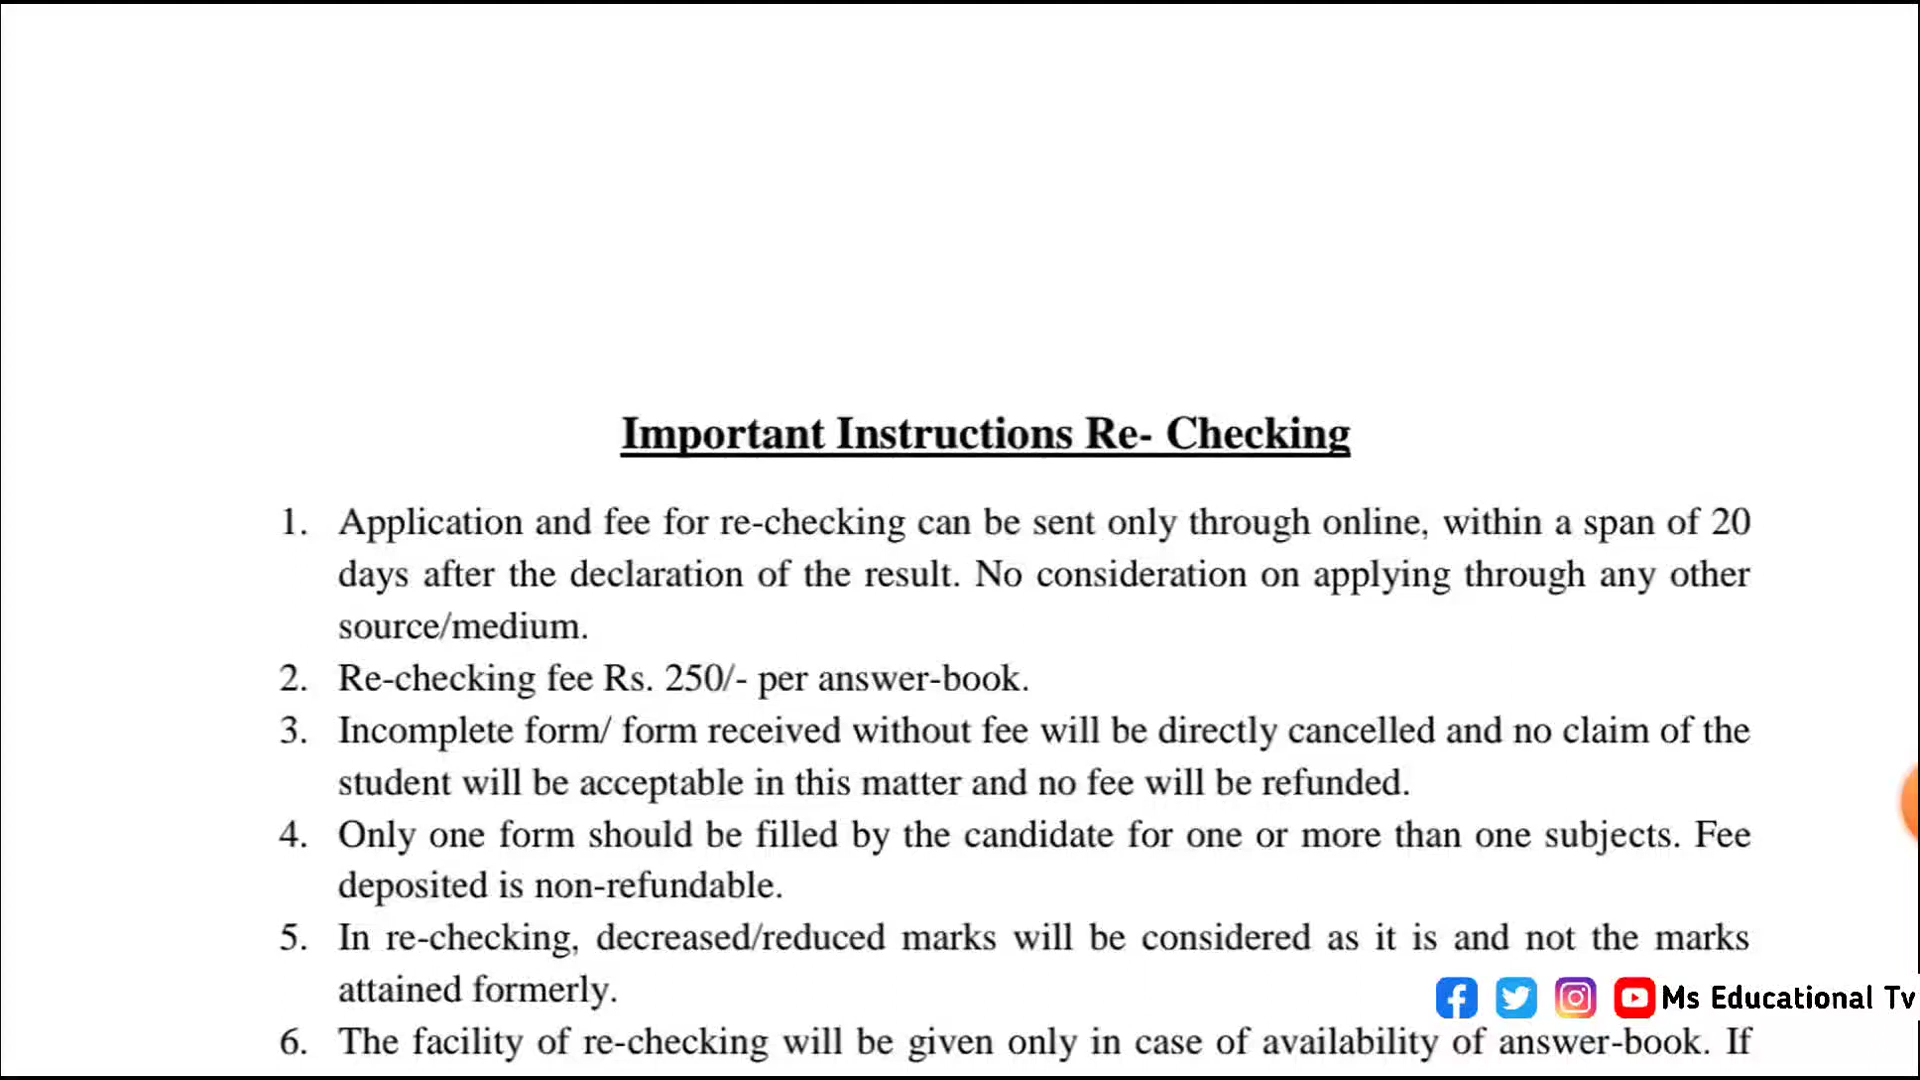 Important Instructions Re- Checking
1. Application and fee for re-checking can be sent only through online, within a span of 20
days after the declaration of the result. No consideration on applying through any other
source/medium.
2. Re-checking fee Rs. 250/- per answer-book.
3. Incomplete form/ form received without fee will be directly cancelled and no claim of the
student will be acceptable in this matter and no fee will be refunded.
4. Only one form should be filled by the candidate for one or more than one subjects. Fee
deposited is non-refundable.
5. In re-checking, decreased/reduced marks will be considered as it is and not the marks
attained formerly.
Ms Educational Tv
6. The facility of re-checking will be given only in case of availability of answer-book. If